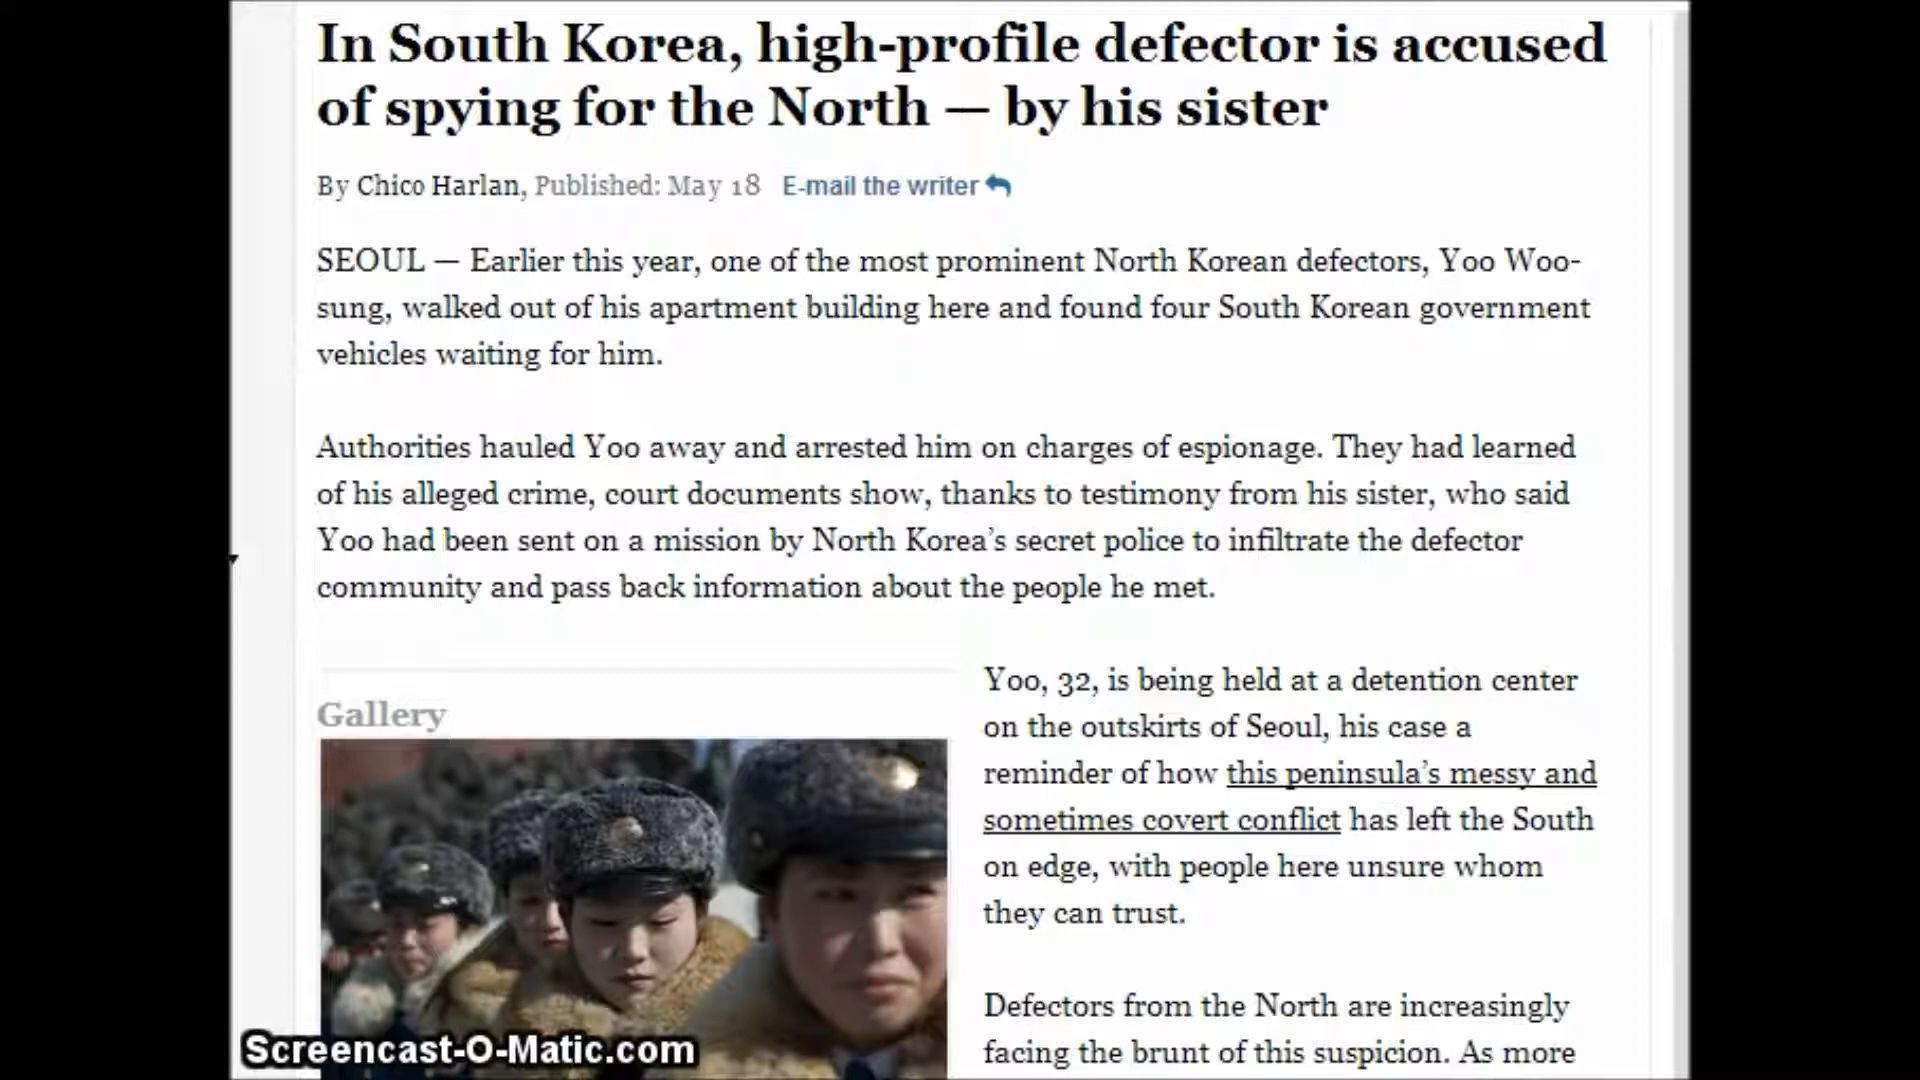 In South Korea, high-profile defector is accused
of spying for the North — by his sister
By Chico Harlan, Published: May 18 E-mail the writer
SEOUL — Earlier this year, one of the most prominent North Korean defectors, Yoo Woo-
sung, walked out of his apartment building here and found four South Korean government
vehicles waiting for him.
Authorities hauled Yoo away and arrested him on charges of espionage. They had learned
of his alleged crime, court documents show, thanks to testimony from his sister, who said
Yoo had been sent on a mission by North Korea’s secret police to infiltrate the defector
community and pass back information about the people he met.
Gallery
Yoo, 32, is being held at a detention center
on the outskirts of Seoul, his case a
reminder of how this peninsula’s messy and
sometimes covert conflict has left the South
on edge, with people here unsure whom
they can trust.
Defectors from the North are increasingly
facing the brunt of this suspicion. As more
Screencast-O-Matic.com